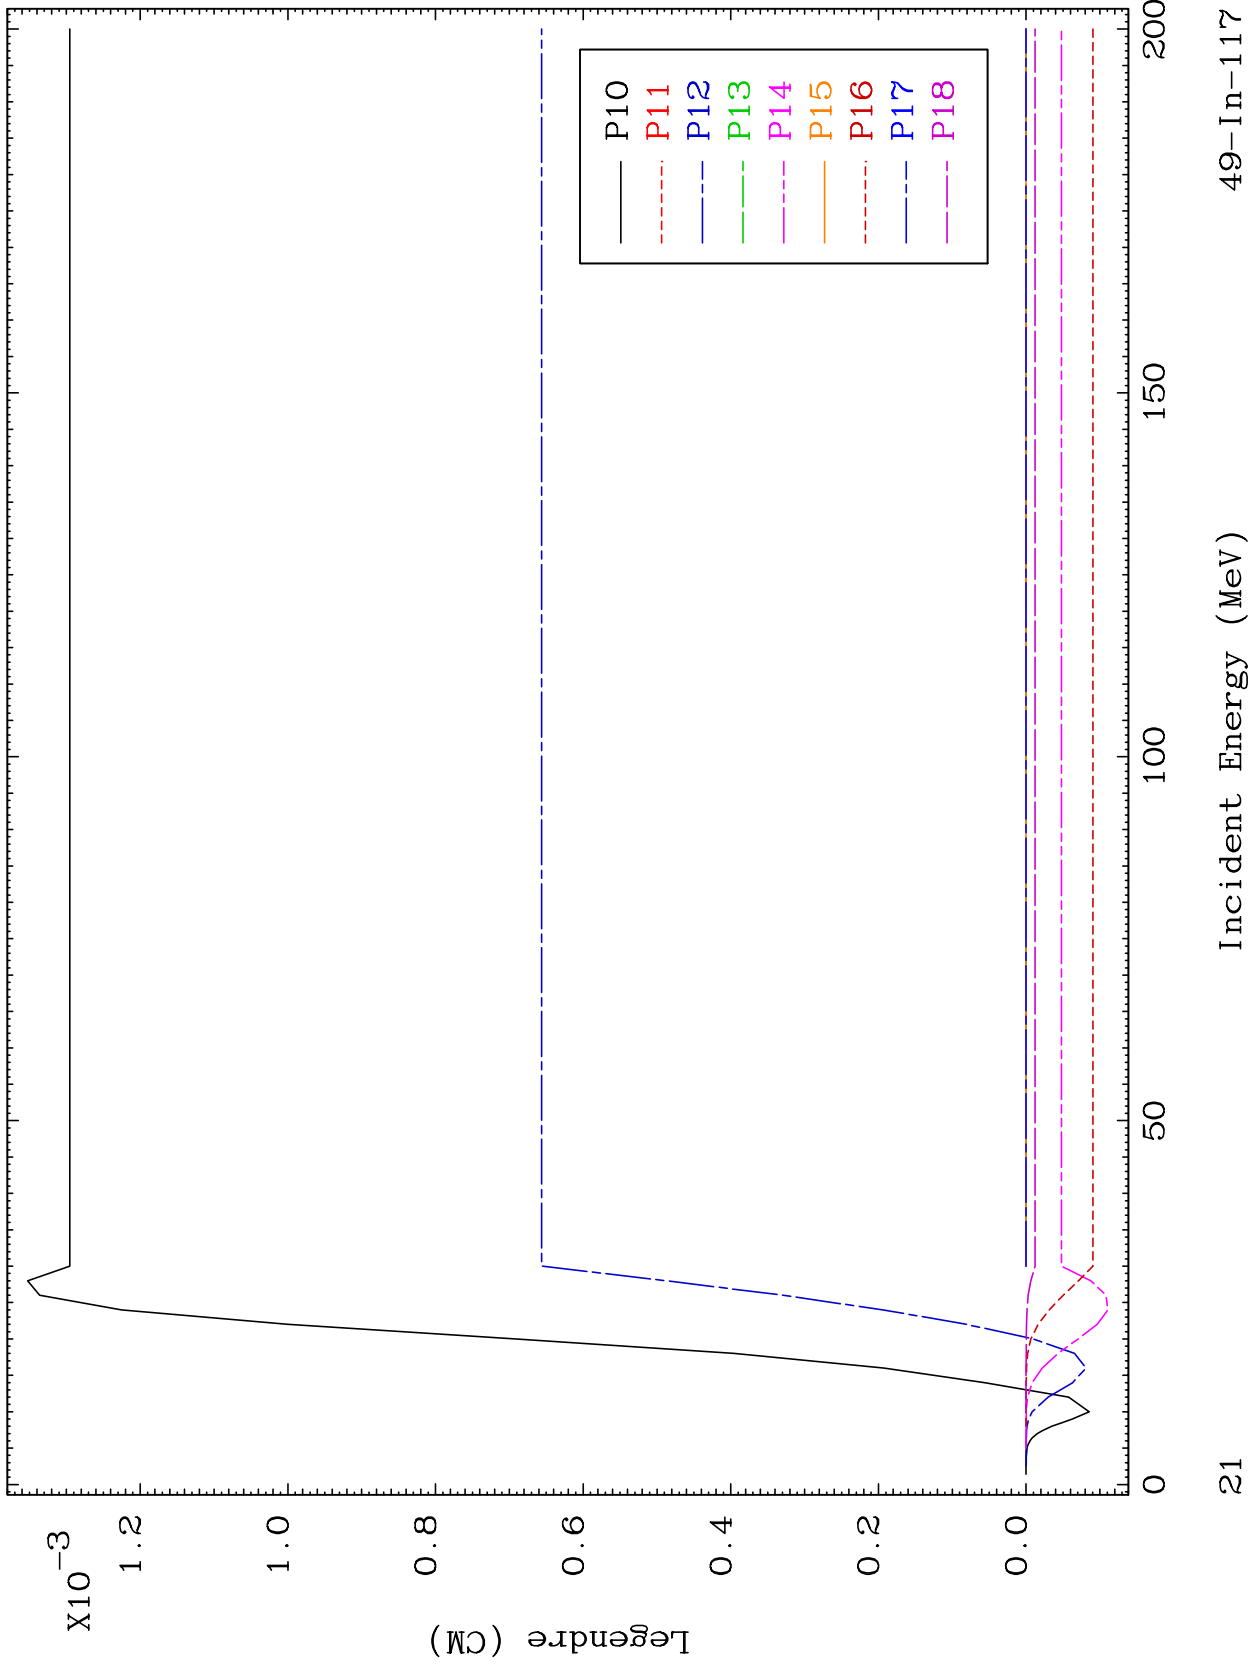 X10-3
1.2
1.0
0.8
0.6
0.4
0.2
0.0
Legendre (CM)
P10
P11
P12
P13
P14
P15
P16
P17
P18
0
50
100
150
200
21
Incident Energy (MeV)
49-In-117